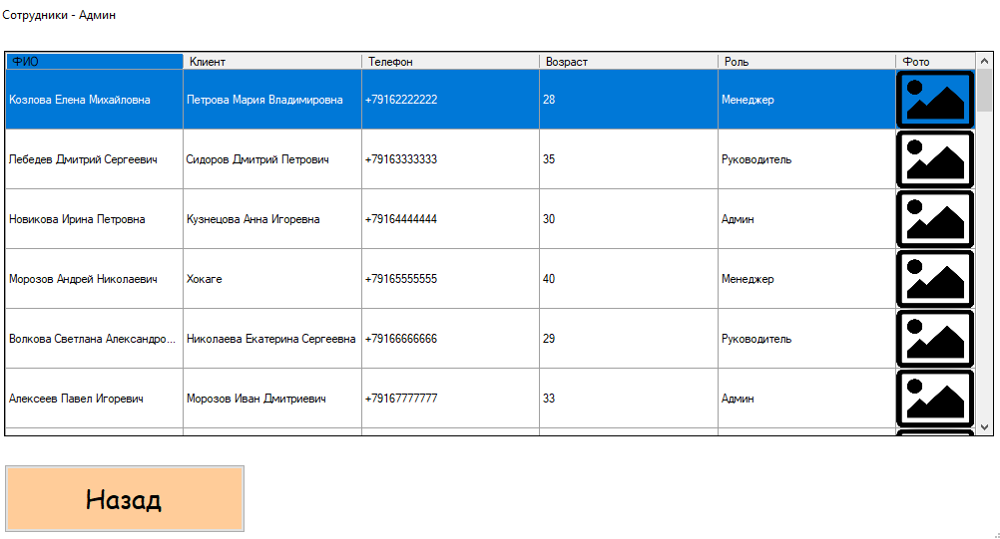 Сотрудники - Админ
ФИО Клиент Телефон Возраст Роль Фото
Козлова Елена Михайловна Петрова Мария Владимировна +79162222222 28 Менеджер
Лебедев Дмитрий Сергеевич Сидоров Дмитрий Петрович +79163333333 35 Руководитель
Новикова Ирина Петровна Кузнецова Анна Игоревна +79164444444 30 Админ
Морозов Андрей Николаевич Хокаге +79165555555 40 Менеджер
Волкова Светлана Александро... Николаева Екатерина Сергеевна +79166666666 29 Руководитель
Алексеев Павел Игоревич Морозов Иван Дмитриевич +79167777777 33 Админ
Назад